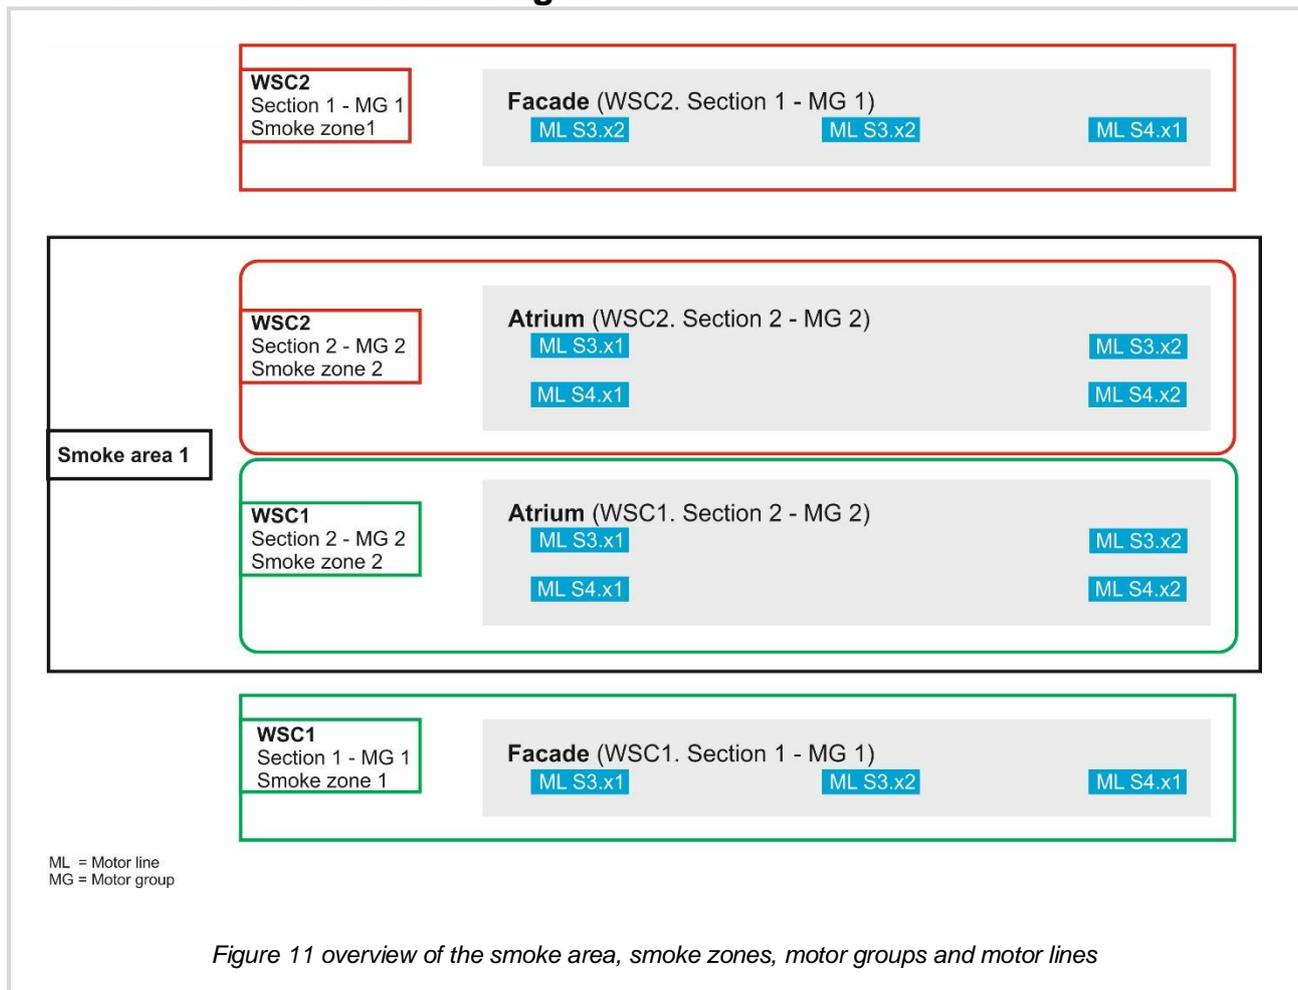 WSC2
Section 1 - MG 1
Smoke zone1
Facade (WSC2. Section 1 - MG 1)
ML S3.x2
ML S3.x2
ML S4.x1
WSC2
Section 2 - MG 2
Smoke zone 2
Atrium (WSC2. Section 2 - MG 2)
ML S3.x1
ML S3.x2
ML S4.x1
ML S4.x2
Smoke area 1
WSC1
Section 2 - MG 2
Smoke zone 2
Atrium (WSC1. Section 2 - MG 2)
ML S3.x1
ML S3.x2
ML S4.x1
ML S4.x2
WSC1
Section 1 - MG 1
Smoke zone 1
Facade (WSC1. Section 1 - MG 1)
ML S3.x1
ML S3.x2
ML S4.x1
ML = Motor line
MG = Motor group
Figure 11 overview of the smoke area, smoke zones, motor groups and motor lines